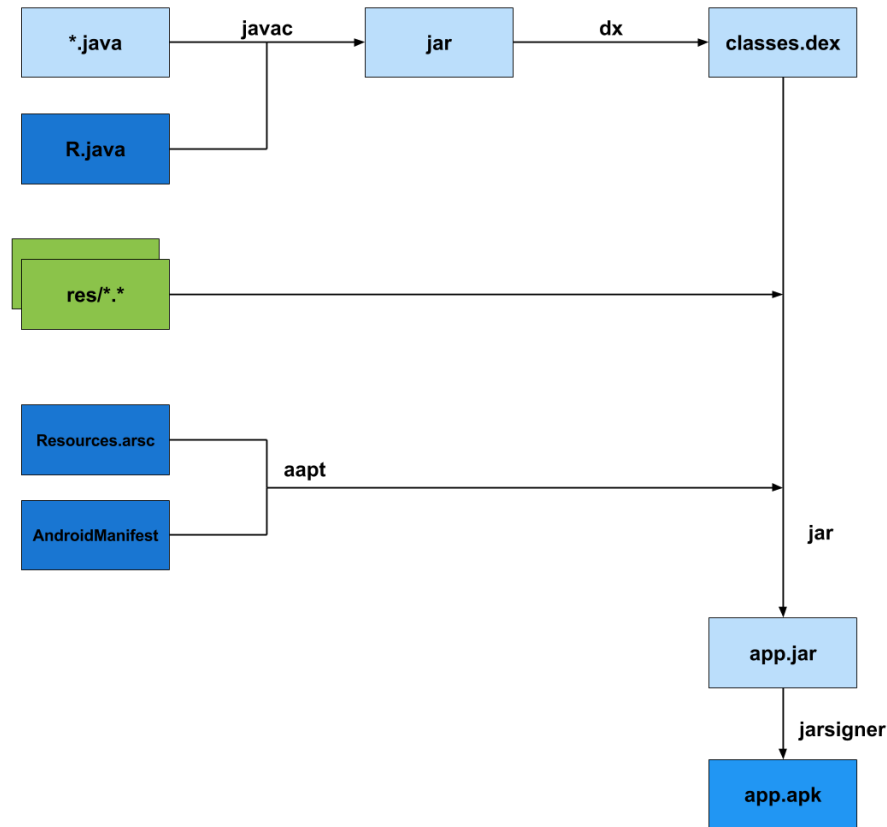 *.java
javac
jar
dx
classes.dex
R.java
res/*.*
Resources.arsc
aapt
AndroidManifest
jar
app.jar
jarsigner
app.apk